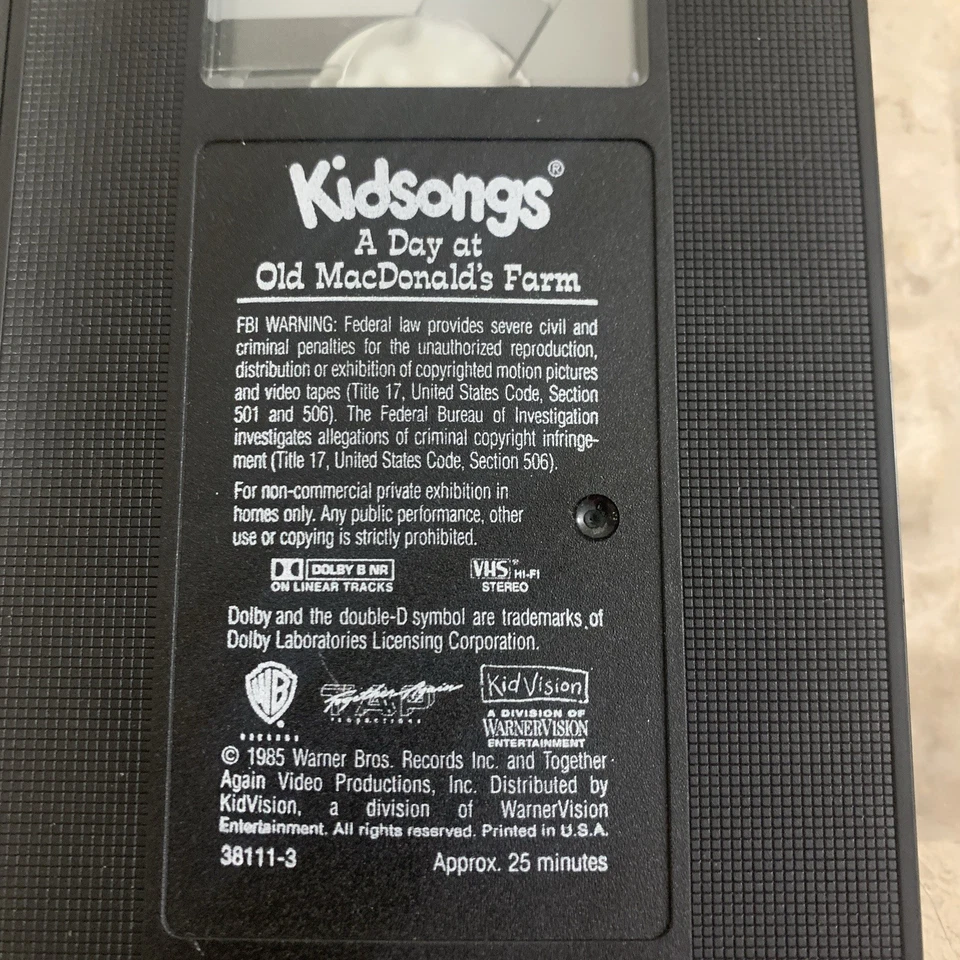 Kidsongs®
A Day at
Old MacDonald's Farm
FBI WARNING: Federal law provides severe civil and
criminal penalties for the unauthorized reproduction,
distribution or exhibition of copyrighted motion pictures
and video tapes (Title 17, United States Code, Section
501 and 506). The Federal Bureau of Investigation
investigates allegations of criminal copyright infringe-
ment (Title 17, United States Code, Section 506).
For non-commercial private exhibition in
homes only. Any public performance, other
use or copying is strictly prohibited.
DOLBY B NR
ON LINEAR TRACKS
VHS HI-FI
STEREO
Dolby and the double-D symbol are trademarks of
Dolby Laboratories Licensing Corporation.
WB
RECORDS
TAP
Together Again
PRODUCTIONS
KidVision
A DIVISION OF
WARNERVISION
ENTERTAINMENT
© 1985 Warner Bros. Records Inc. and Together
Again Video Productions, Inc. Distributed by
KidVision, a division of WarnerVision
Entertainment. All rights reserved. Printed in U.S.A.
38111-3 Approx. 25 minutes